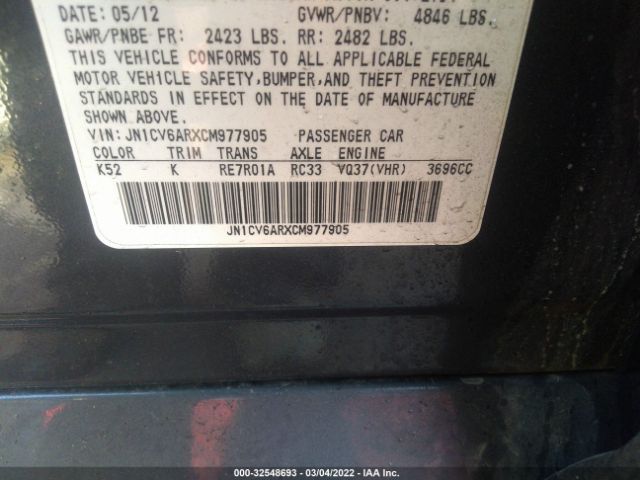 DATE: 05/12 GVWR/PNBV: 4846 LBS.
GAWR/PNBE FR: 2423 LBS. RR: 2482 LBS.
THIS VEHICLE CONFORMS TO ALL APPLICABLE FEDERAL
MOTOR VEHICLE SAFETY,BUMPER,AND THEFT PREVENTION
STANDARDS IN EFFECT ON THE DATE OF MANUFACTURE
SHOWN ABOVE.
VIN: JN1CV6ARXCM977905 PASSENGER CAR
COLOR TRIM TRANS AXLE ENGINE
K52 K RE7R01A RC33 VQ37(VHR) 3696CC
JN1CV6ARXCM977905
000-32548693 - 03/04/2022 - IAA Inc.